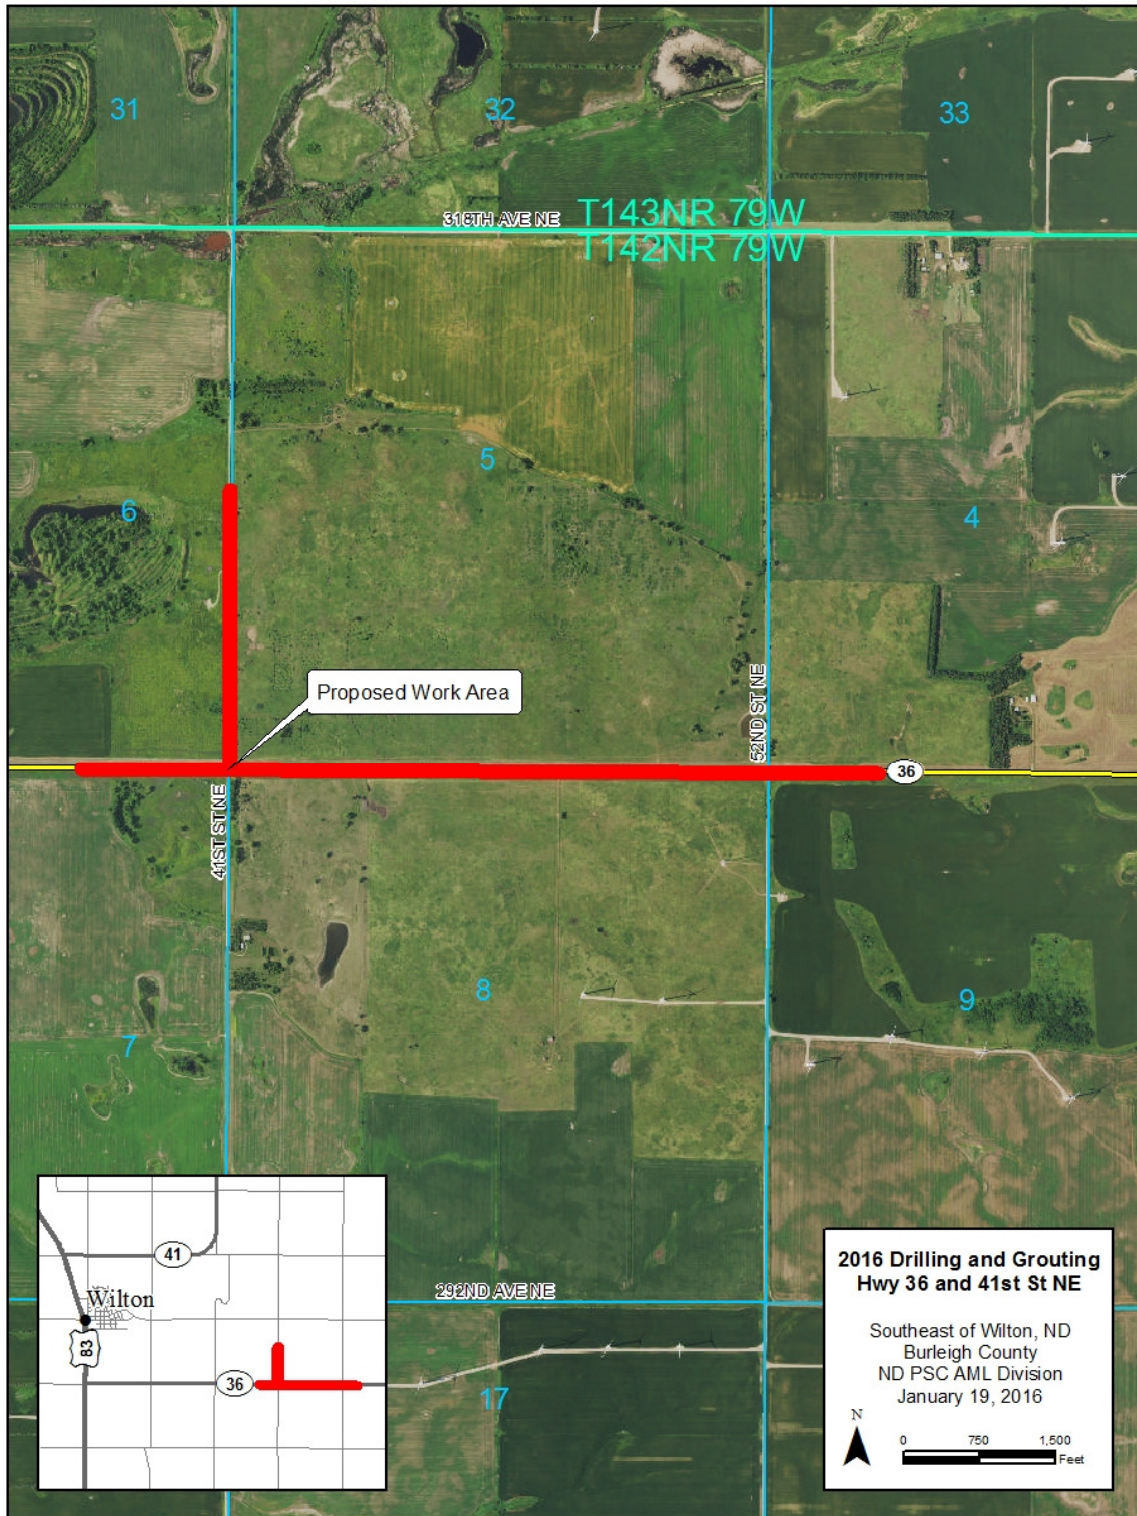 31
32
33
318TH AVE NE
T143NR 79W
T142NR 79W
5
6
4
Proposed Work Area
52ND ST NE
36
41ST ST NE
8
9
7
292ND AVE NE
17
41
Wilton
83
36
2016 Drilling and Grouting
Hwy 36 and 41st St NE
Southeast of Wilton, ND
Burleigh County
ND PSC AML Division
January 19, 2016
N
0 750 1,500
Feet